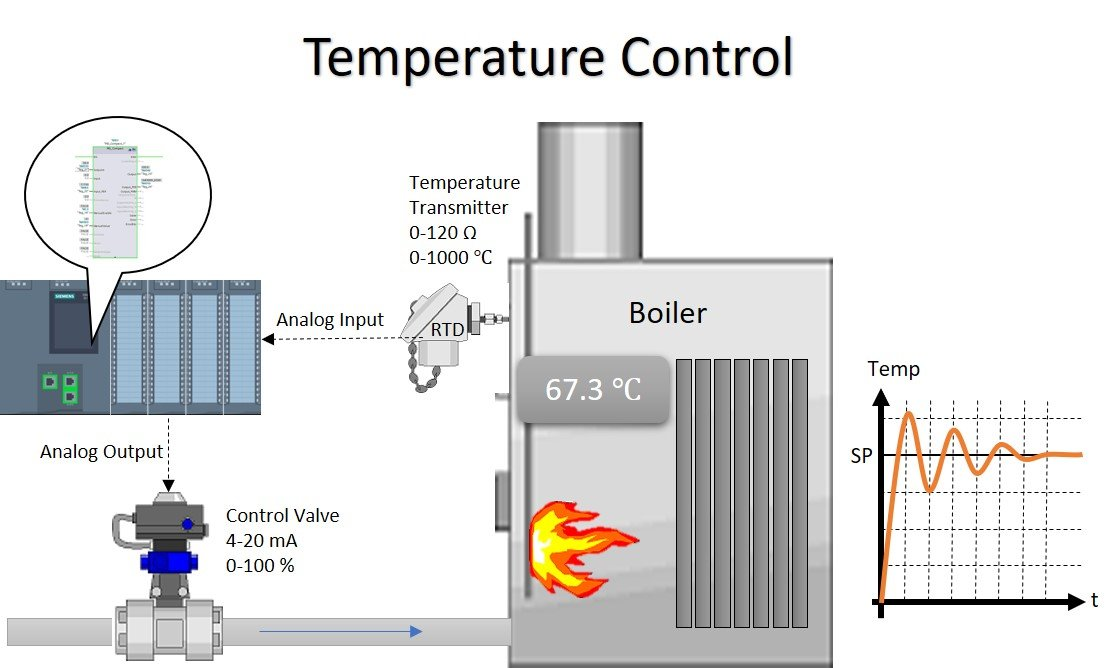 Temperature Control
Temperature
Transmitter
0-120 Ω
0-1000 ℃
SIEMENS
Analog Input
RTD
Boiler
67.3 ℃
Temp
SP
t
Analog Output
Control Valve
4-20 mA
0-100 %